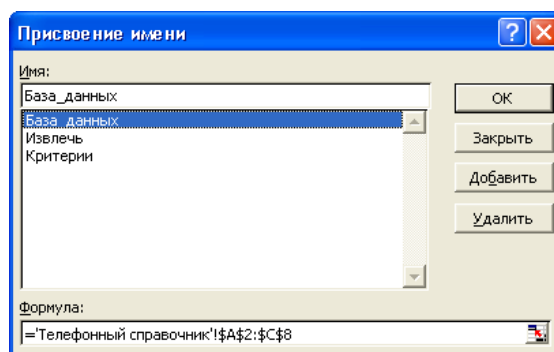 Присвоение имени
Имя:
База_данных
OK
База_данных
Извлечь
Критерии
Закрыть
Добавить
Удалить
Формула:
='Телефонный справочник'!$A$2:$C$8